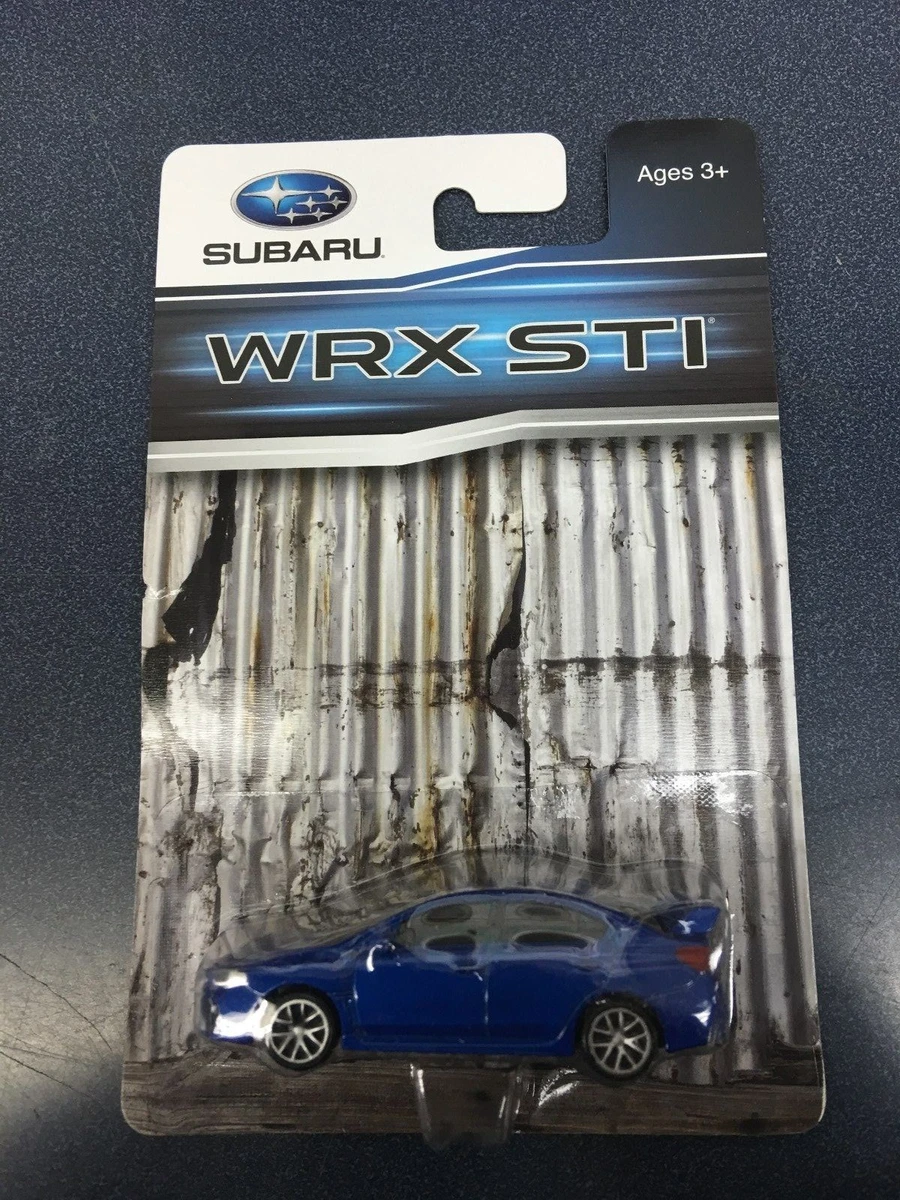 Ages 3+
SUBARU®
WRX STI®